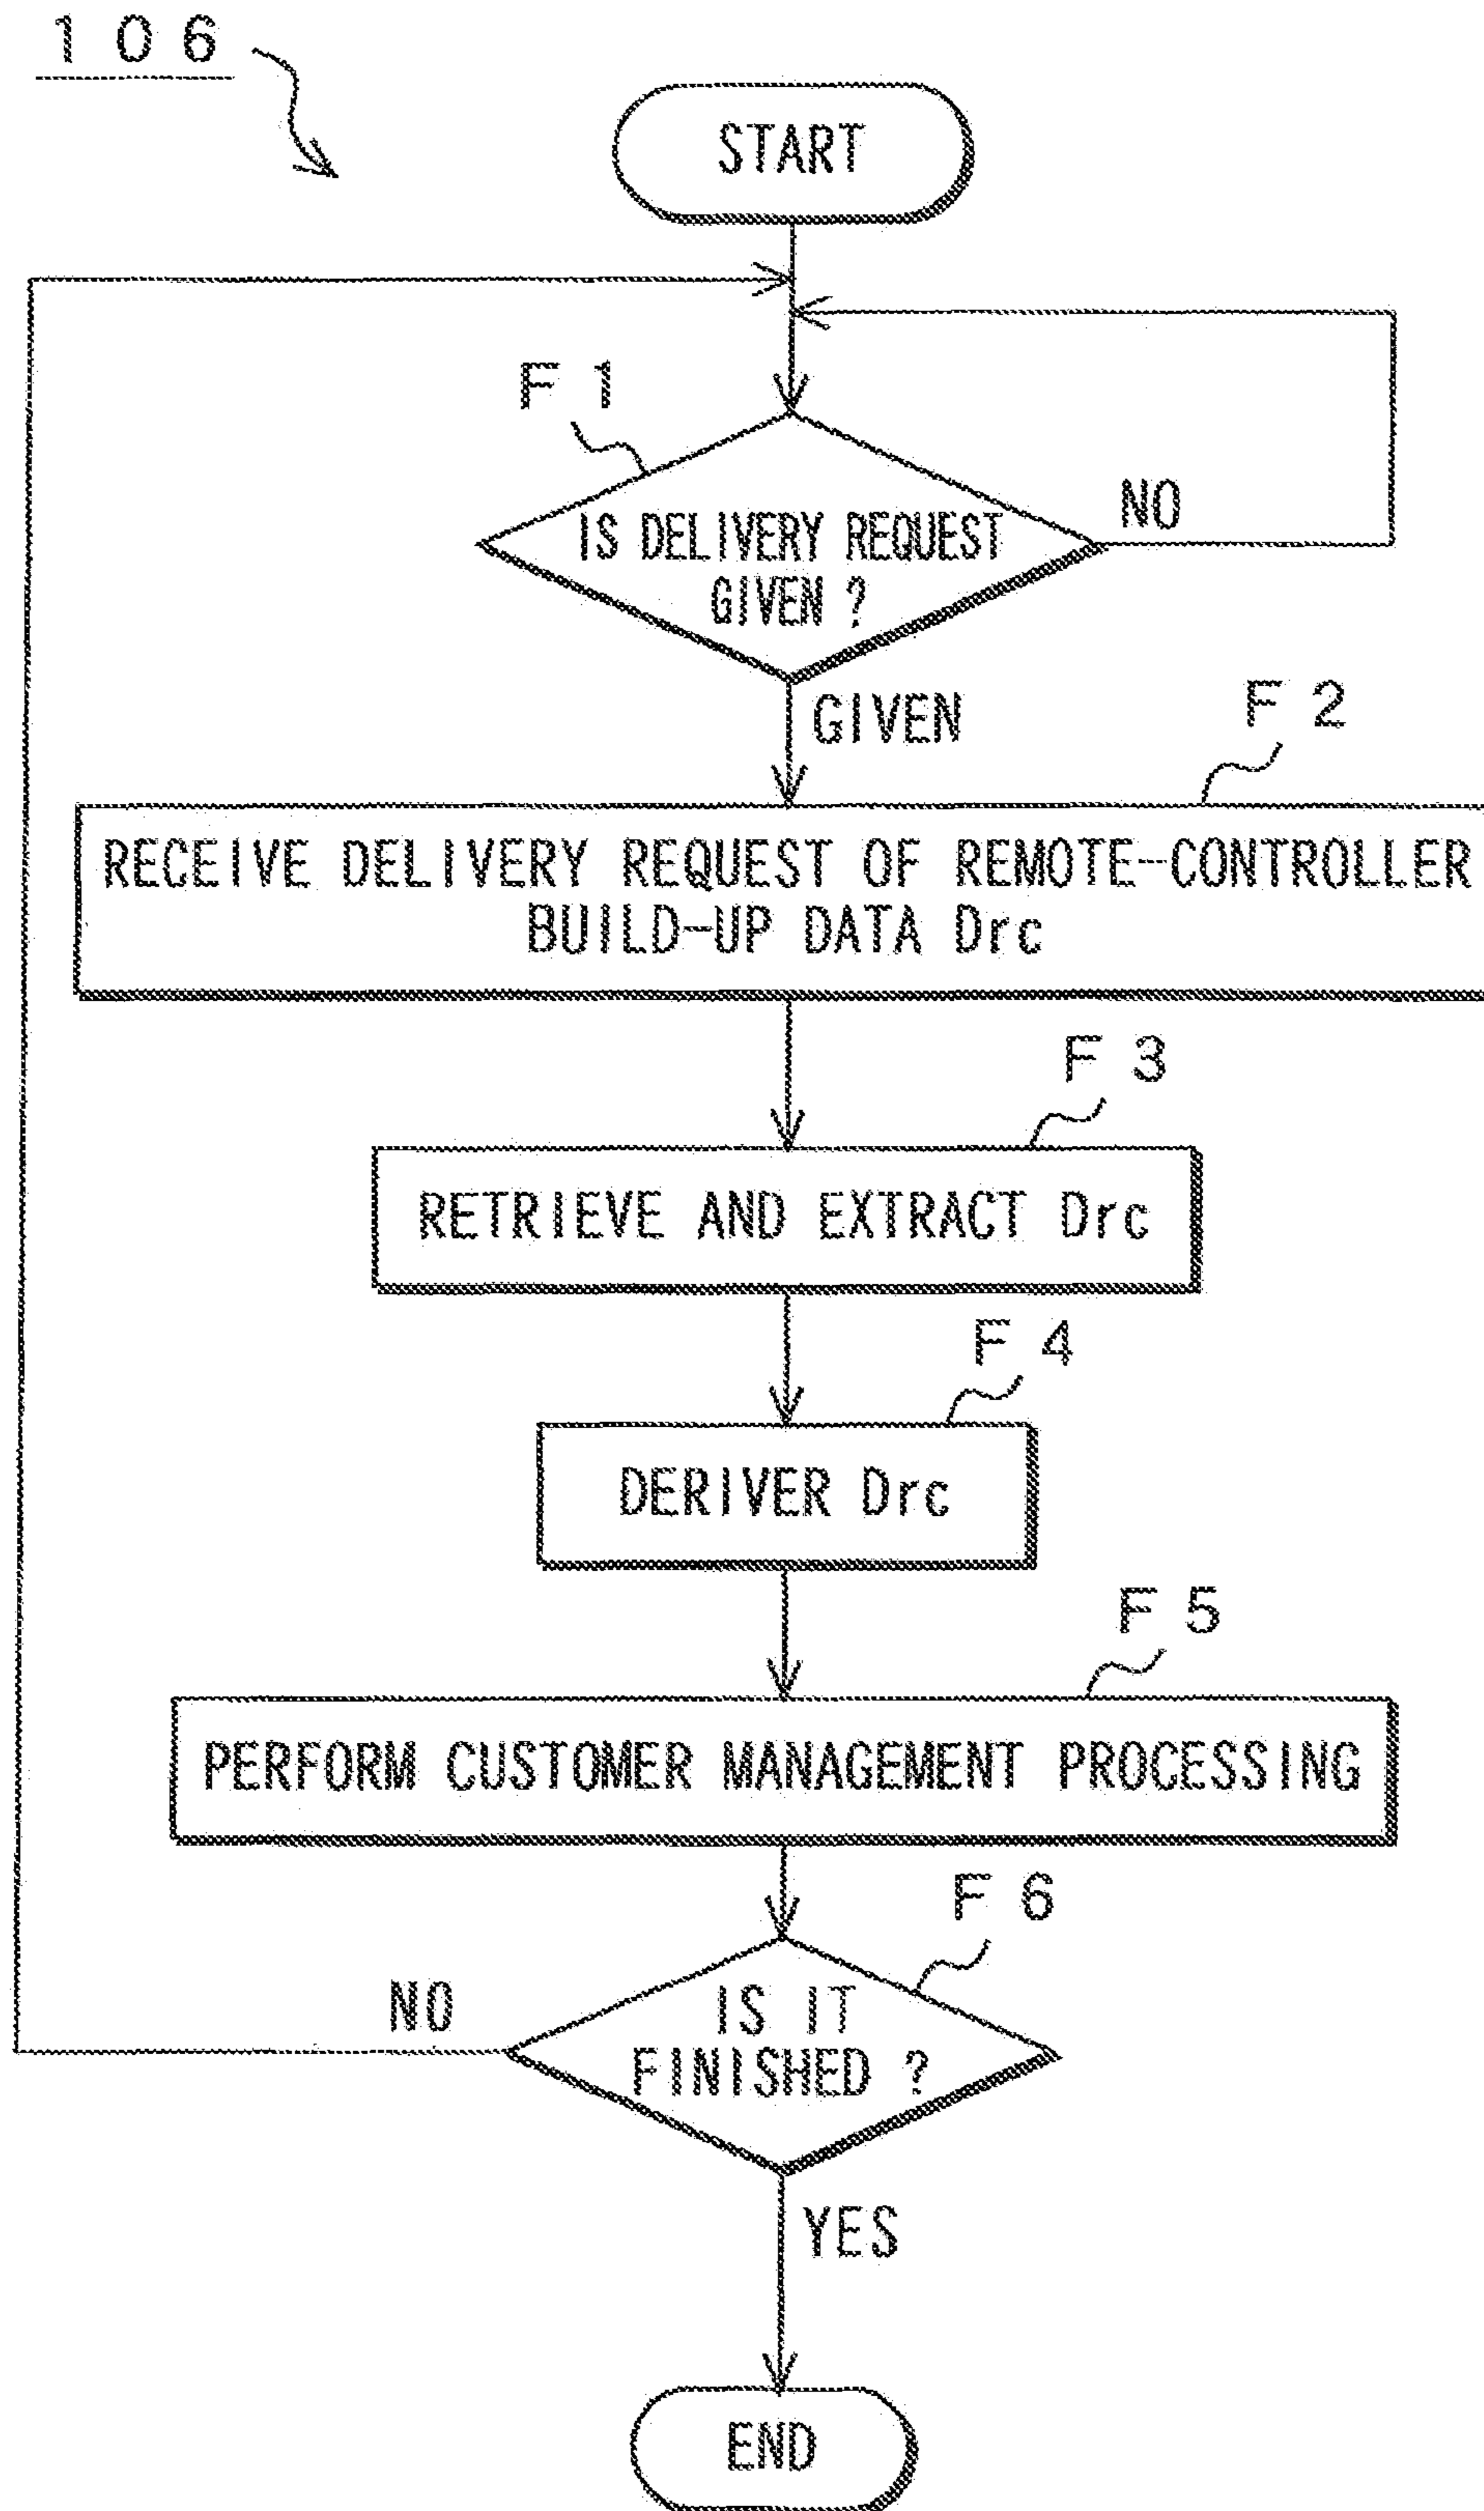 106
START
F1
IS DELIVERY REQUEST
GIVEN ?
NO
GIVEN
F2
RECEIVE DELIVERY REQUEST OF REMOTE-CONTROLLER
BUILD-UP DATA Drc
F3
RETRIEVE AND EXTRACT Drc
F4
DERIVER Drc
F5
PERFORM CUSTOMER MANAGEMENT PROCESSING
F6
IS IT
FINISHED ?
NO
YES
END